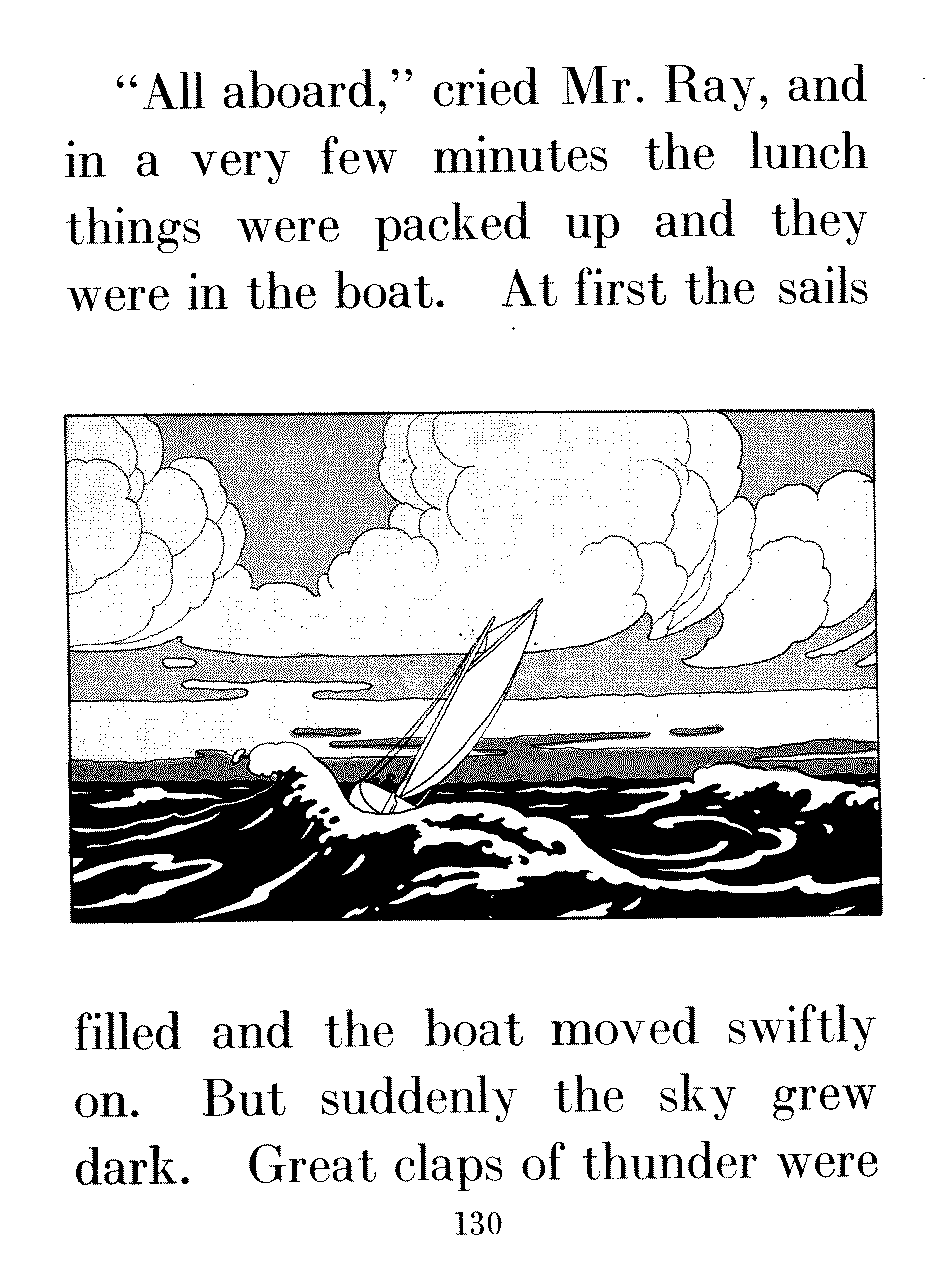 “All aboard,” cried Mr. Ray, and
in a very few minutes the lunch
things were packed up and they
were in the boat. At first the sails
filled and the boat moved swiftly
on. But suddenly the sky grew
dark. Great claps of thunder were
130